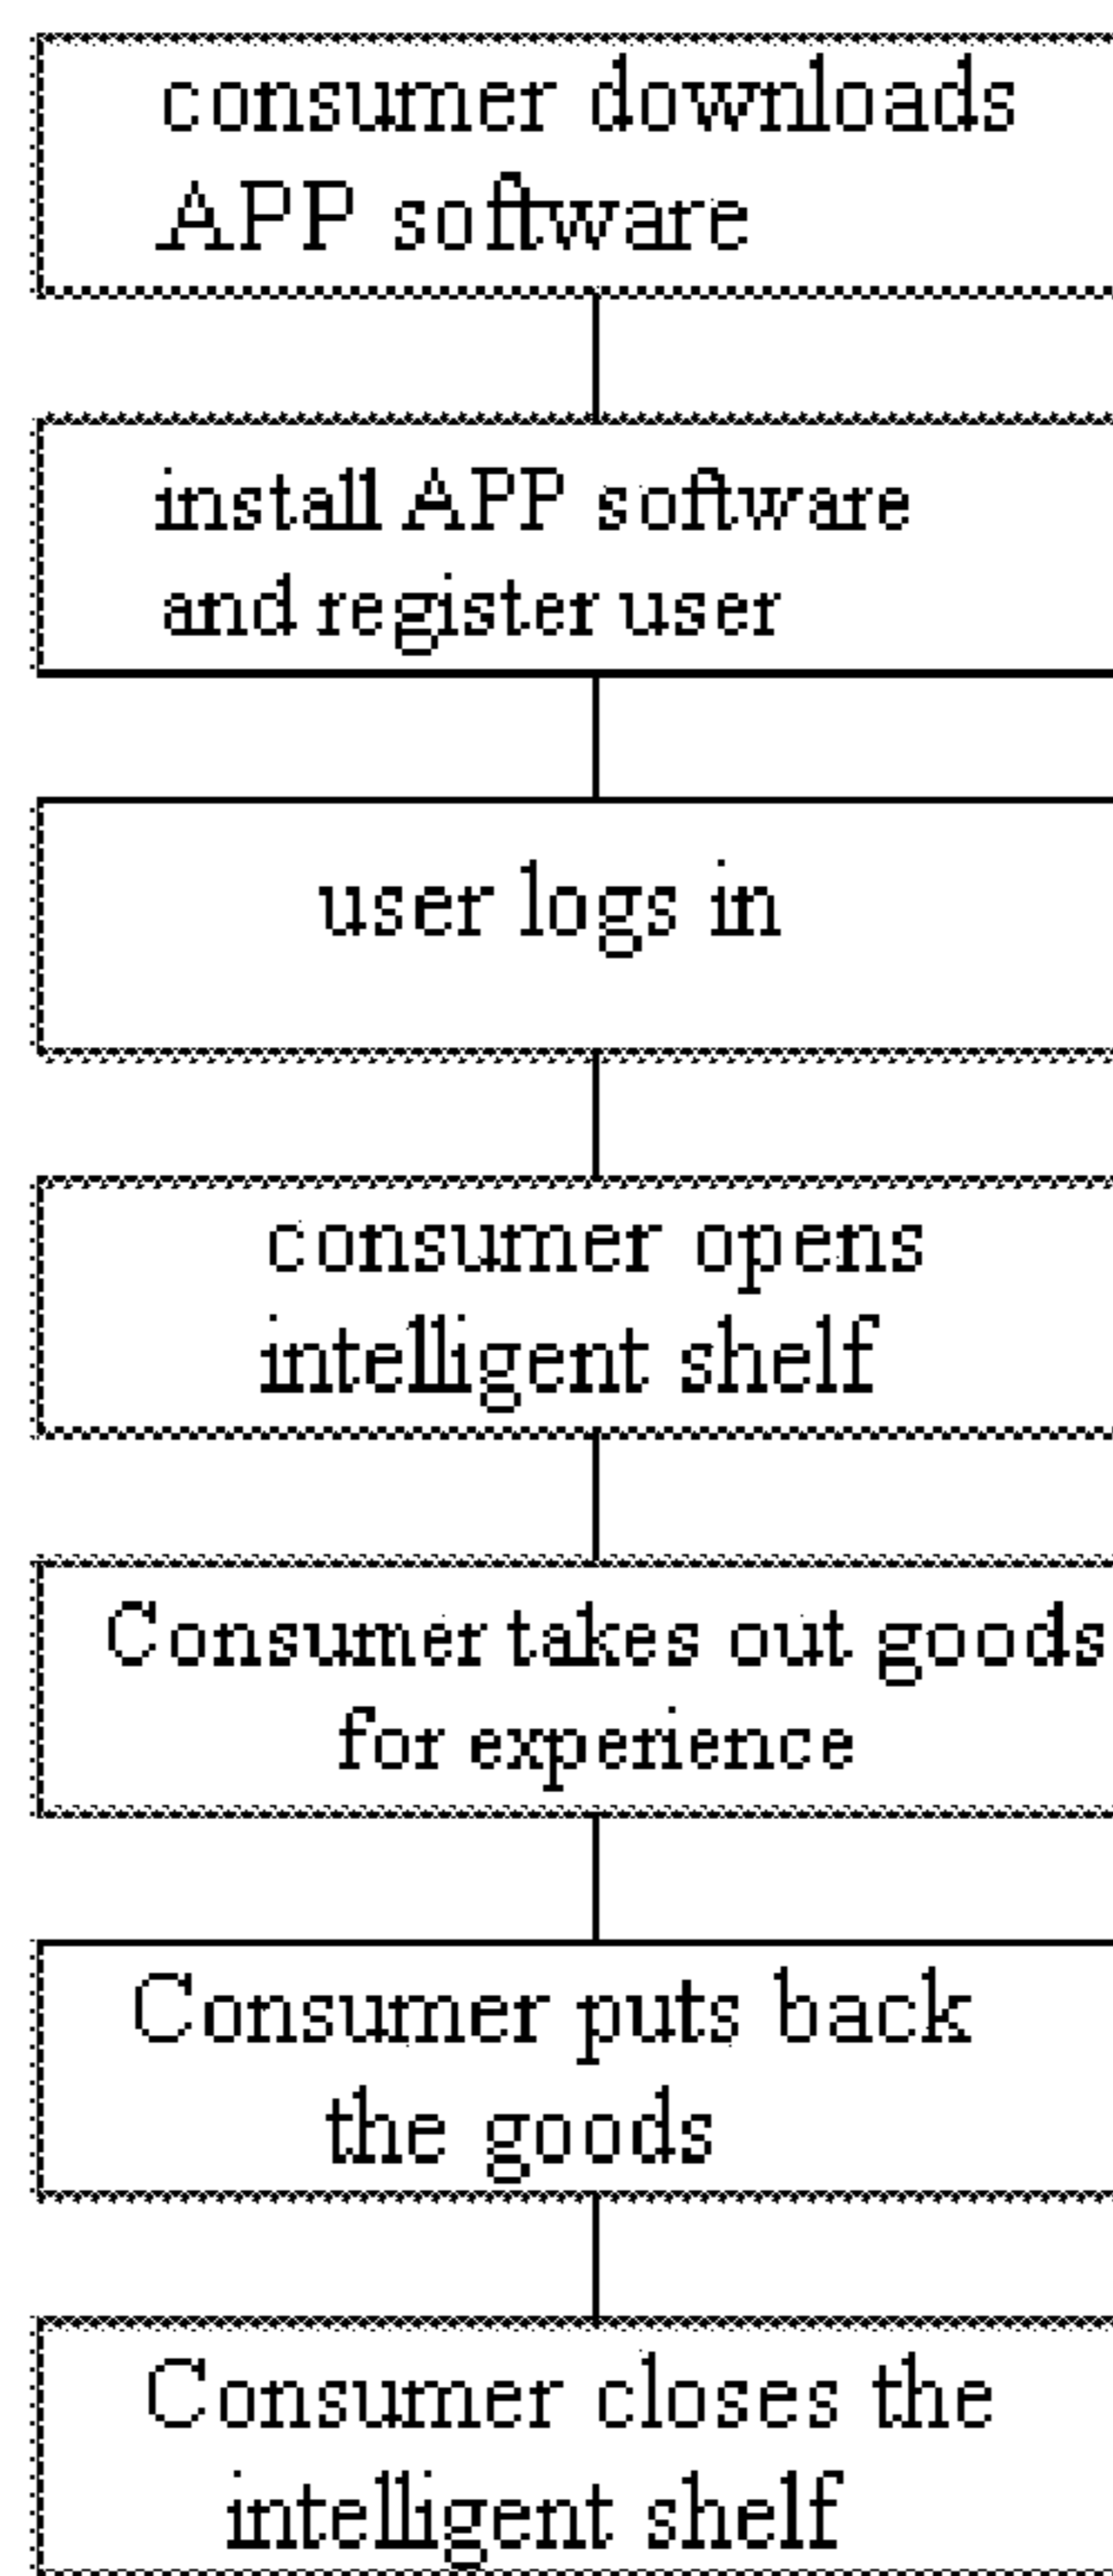 consumer downloads
APP software
install APP software
and register user
user logs in
consumer opens
intelligent shelf
Consumer takes out goods
for experience
Consumer puts back
the goods
Consumer closes the
intelligent shelf